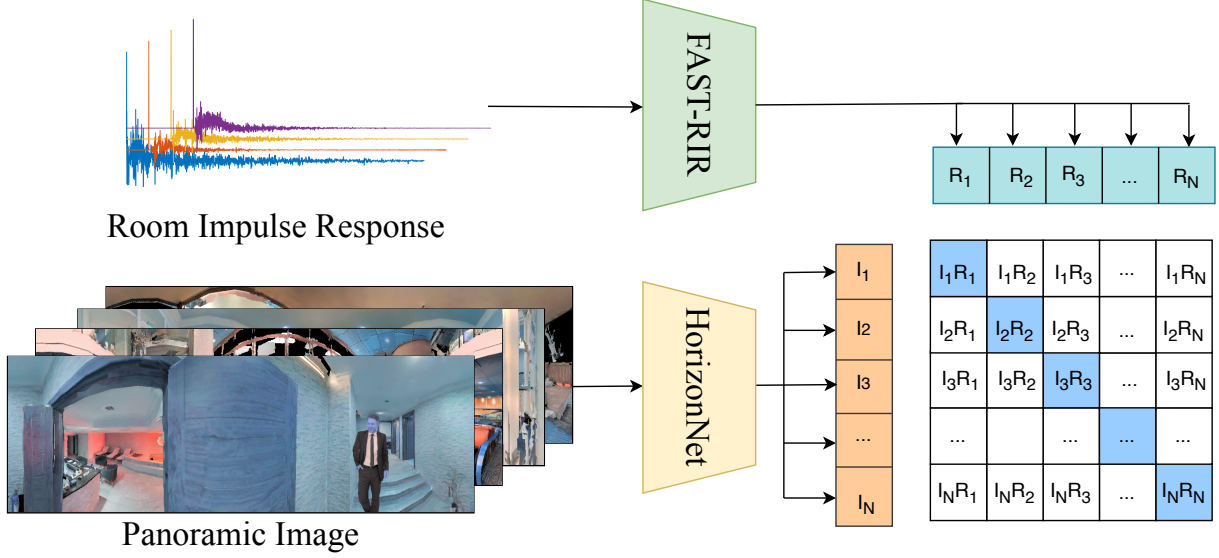 FAST-RIR
R1 R2 R3 ... RN
Room Impulse Response
HorizonNet
I1
I2
I3
...
IN
I1R1 I1R2 I1R3 ... I1RN
I2R1 I2R2 I2R3 ... I2RN
I3R1 I3R2 I3R3 ... I3RN
... ... ... ...
INR1 INR2 INR3 ... INRN
Panoramic Image